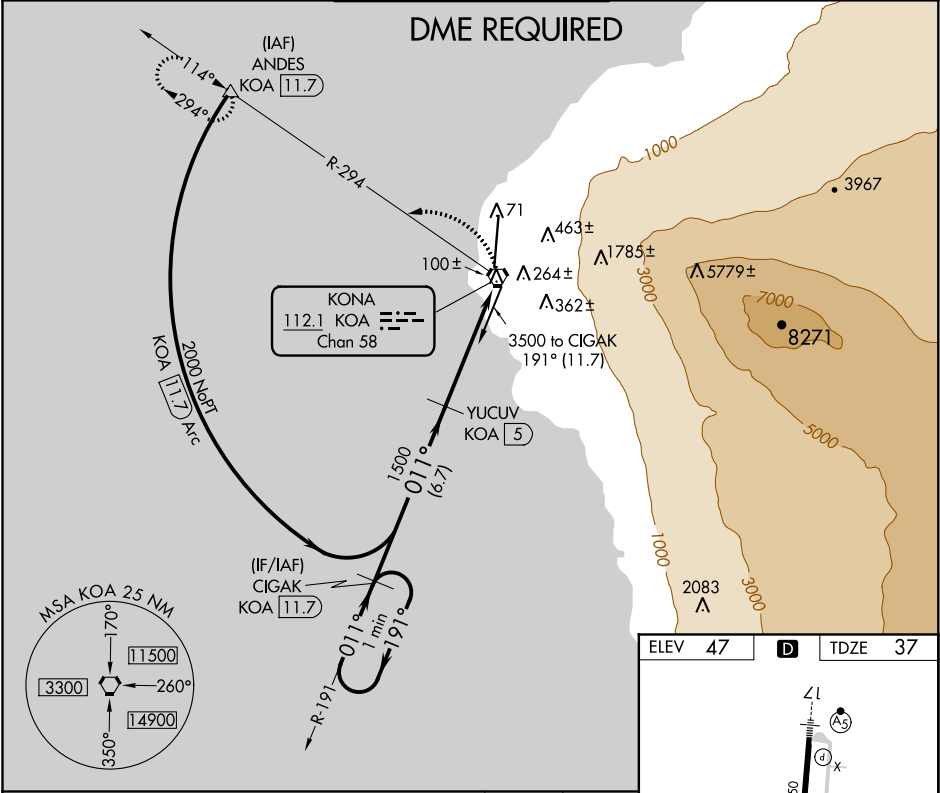 DME REQUIRED
(IAF)
ANDES
KOA 11.7
114°
294°
R-294
1000
3967
71
463±
1785±
100±
264±
5779±
3000
362±
7000
8271
KONA
112.1 KOA
Chan 58
3500 to CIGAK
191° (11.7)
2000 NoPT
KOA 11.7 Arc
YUCUV
KOA 5
5000
1500
011°
(6.7)
(IF/IAF)
CIGAK
KOA 11.7
011°
1 min
191°
R-191
1000
3000
2083
MSA KOA 25 NM
170°
11500
3300
260°
14900
350°
ELEV 47
D
TDZE 37
17
A5
P
X
50